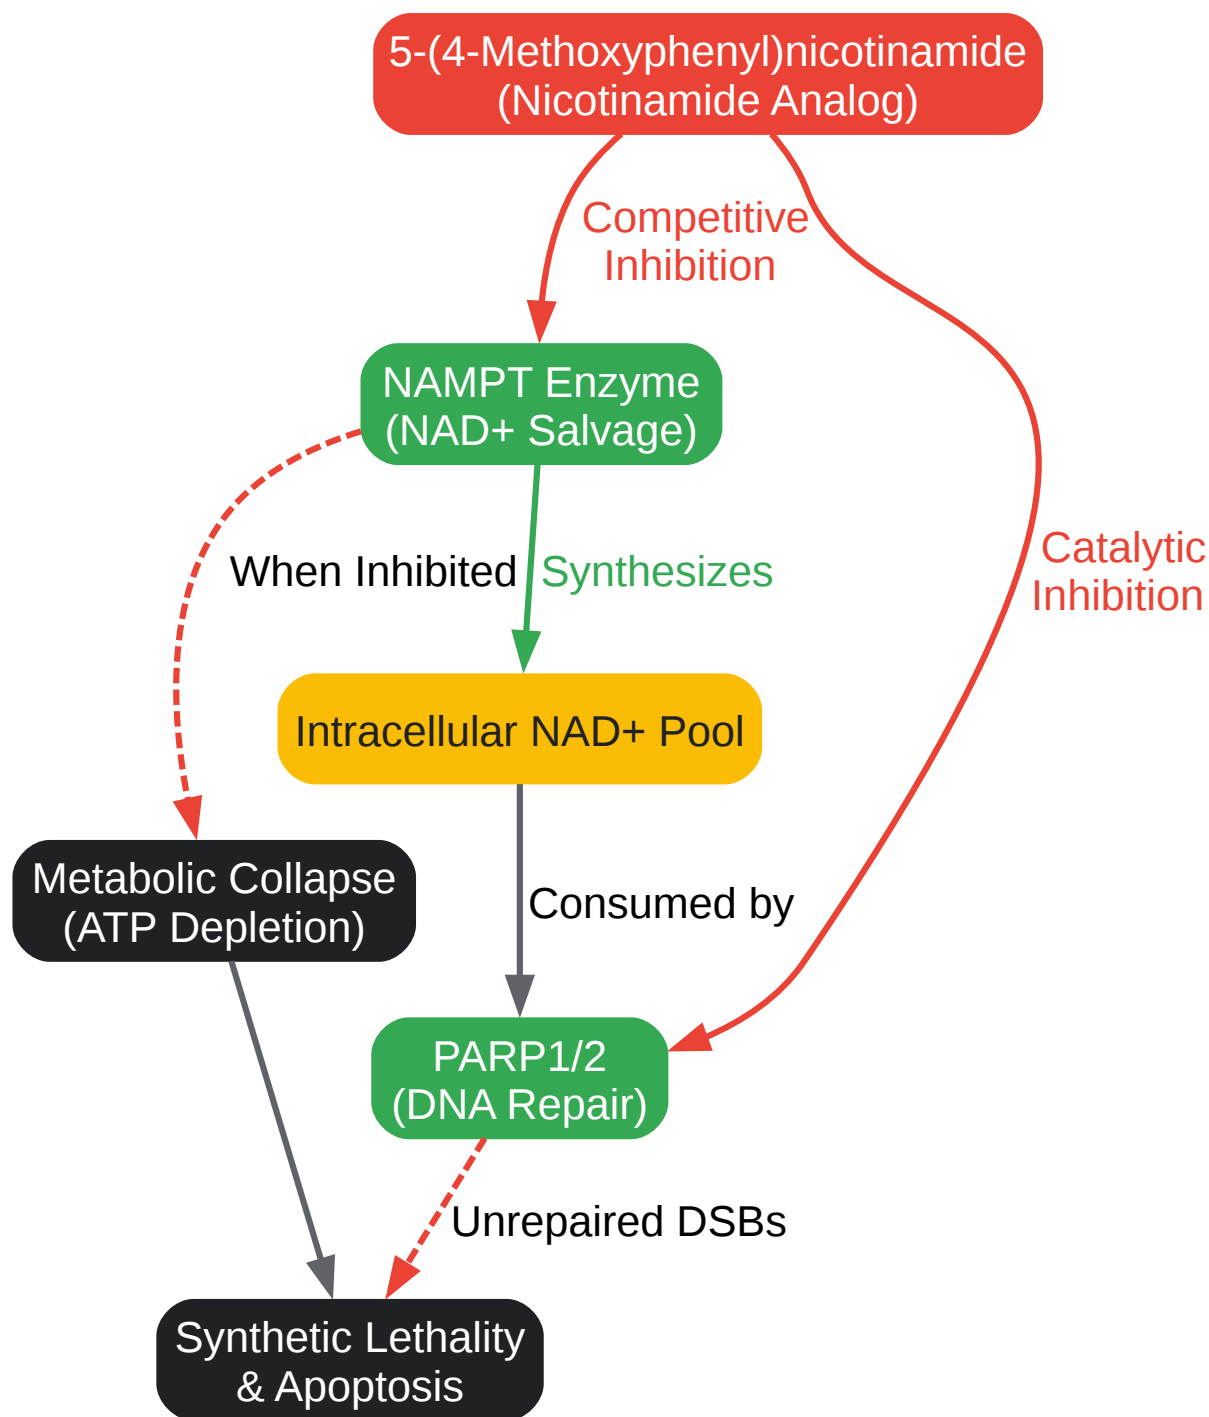 5-(4-Methoxyphenyl)nicotinamide
(Nicotinamide Analog)
Competitive
Inhibition
NAMPT Enzyme
(NAD+ Salvage)
Catalytic
Inhibition
When Inhibited
Synthesizes
Intracellular NAD+ Pool
Metabolic Collapse
(ATP Depletion)
Consumed by
PARP1/2
(DNA Repair)
Unrepaired DSBs
Synthetic Lethality
& Apoptosis